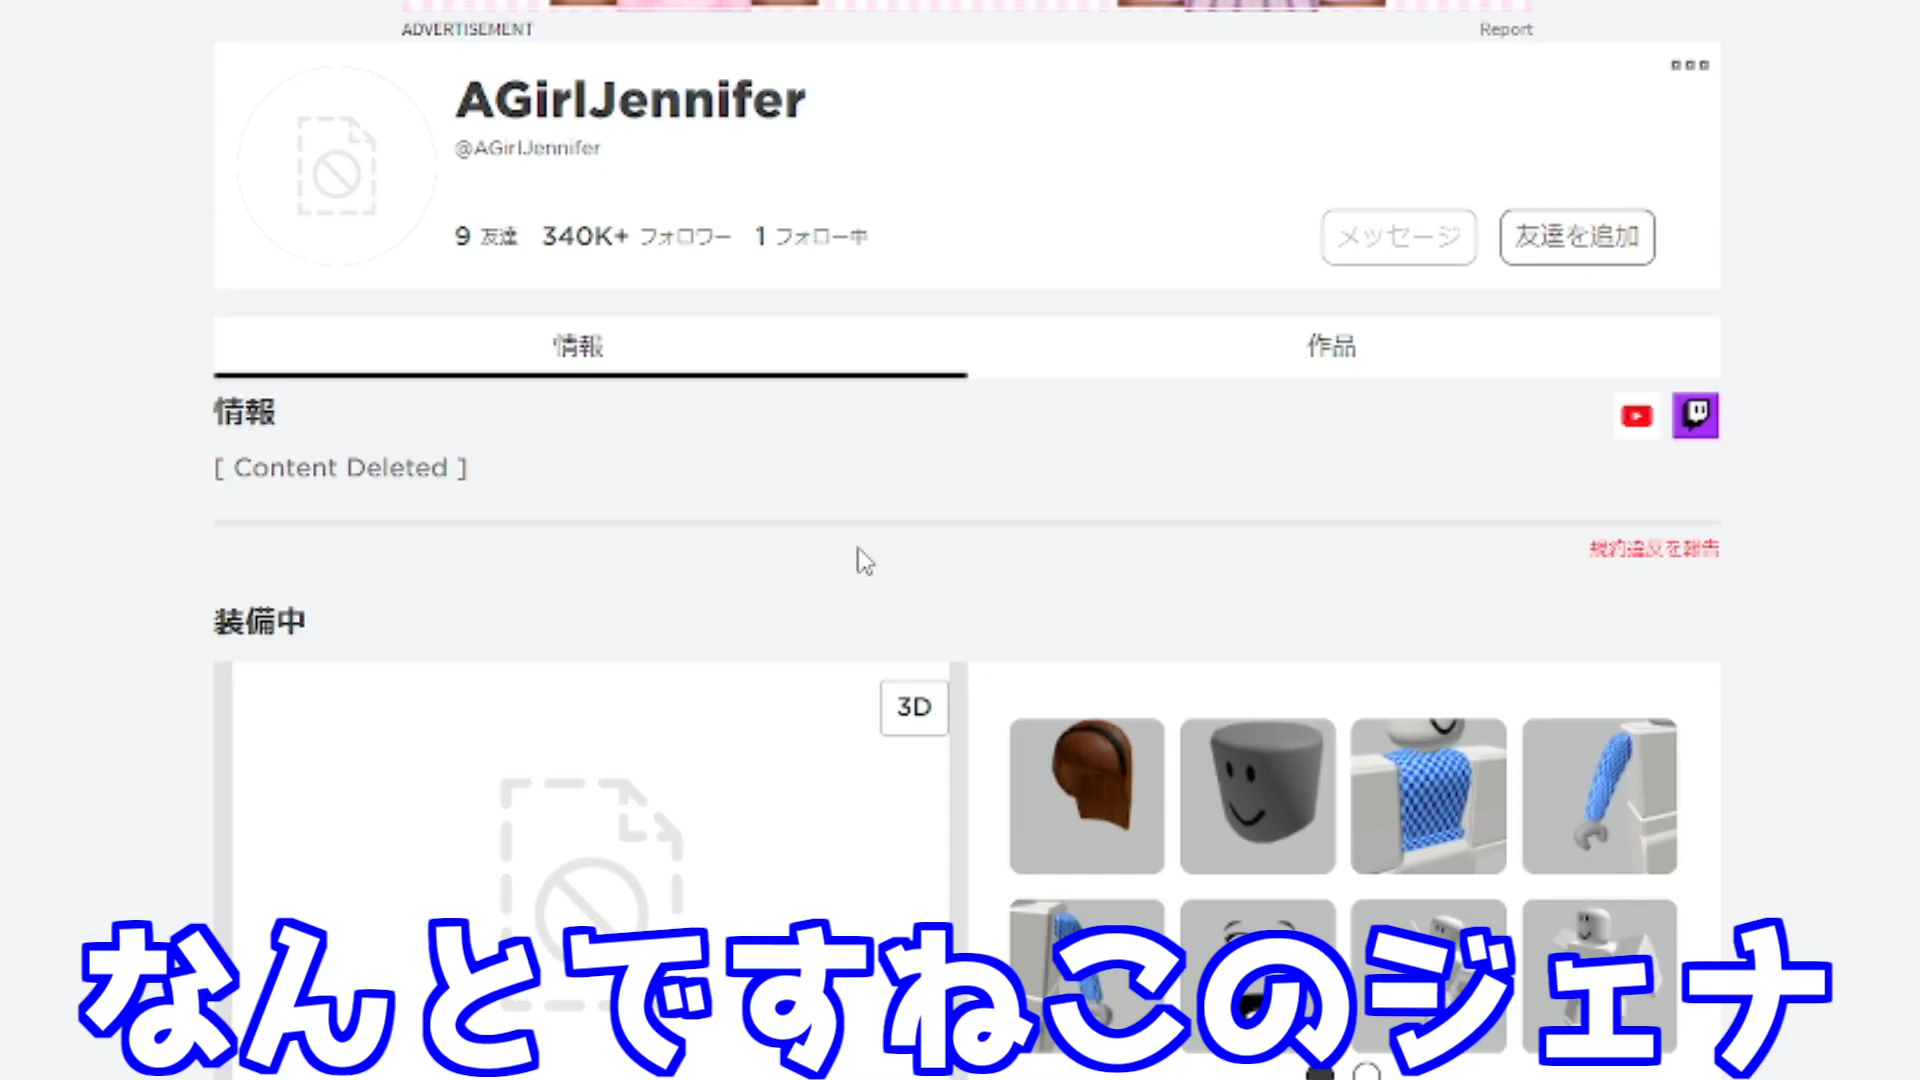 ADVERTISEMENT
Report
AGirlJennifer
@AGirlJennifer
9 友達 340K+ フォロワー 1 フォロー中
メッセージ
友達を追加
情報
作品
情報
[ Content Deleted ]
規約違反を報告
装備中
3D
なんとですねこのジェナ